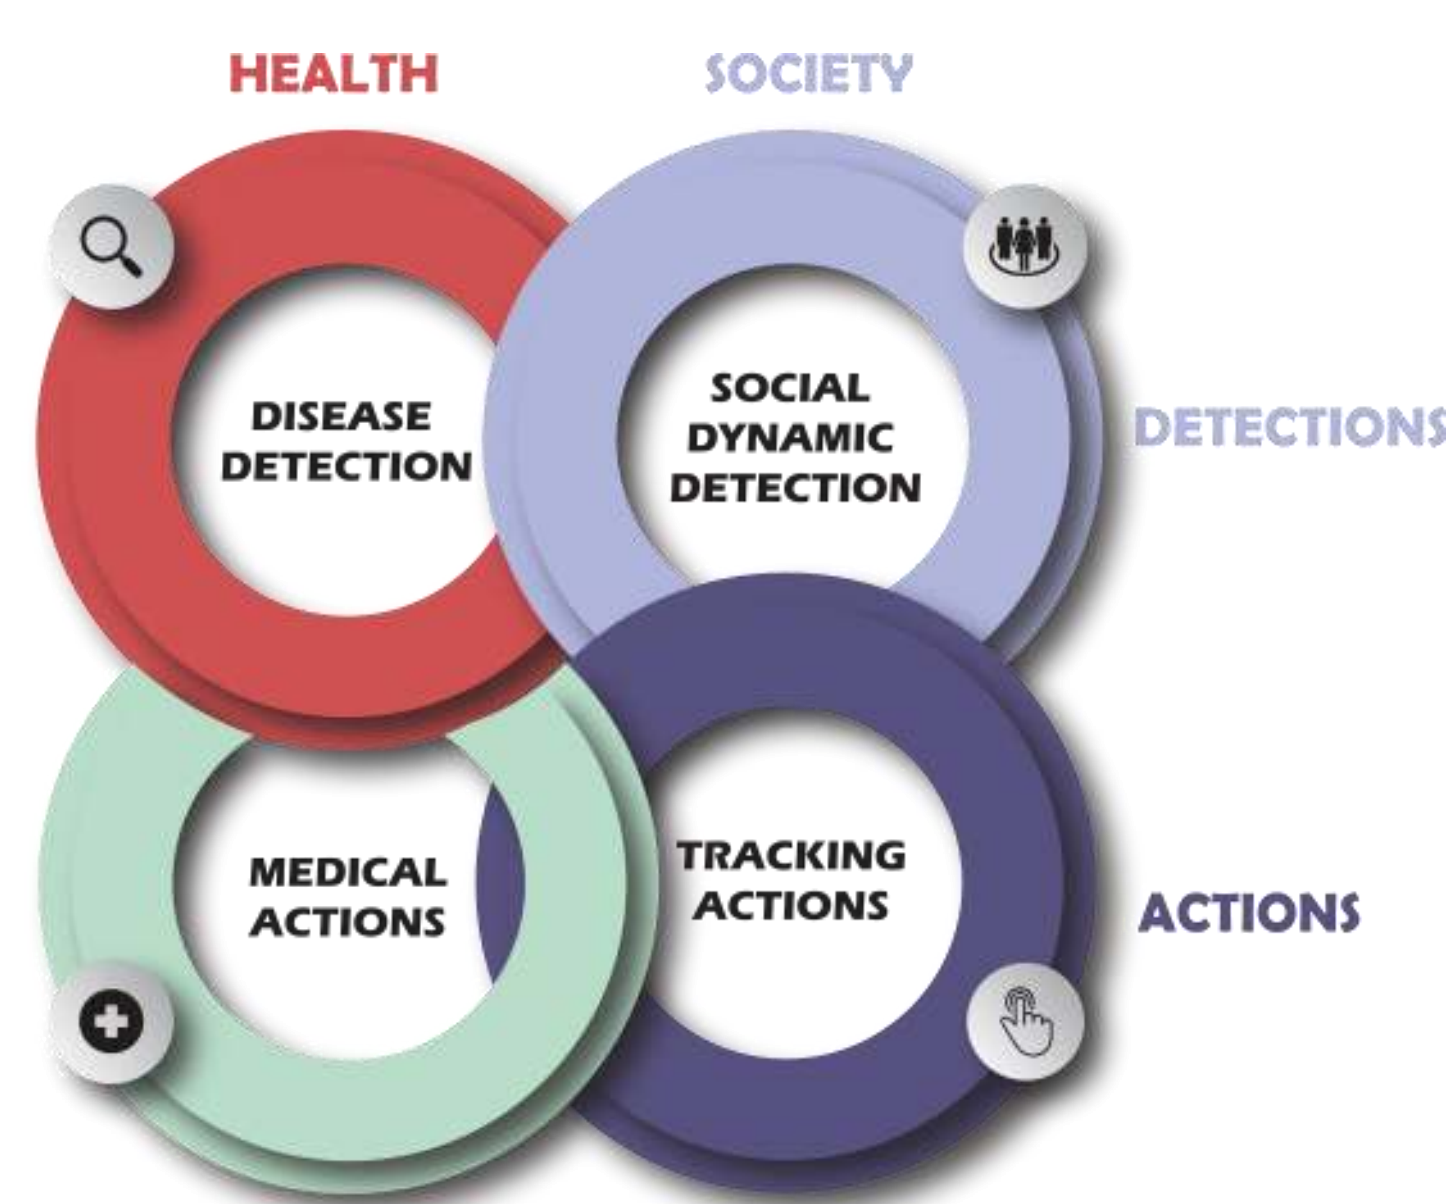 HEALTH
SOCIETY
DISEASE
DETECTION
SOCIAL
DYNAMIC
DETECTION
DETECTIONS
MEDICAL
ACTIONS
TRACKING
ACTIONS
ACTIONS